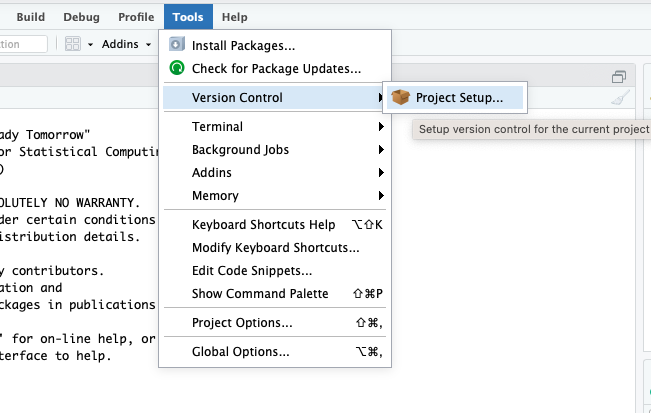 Build Debug Profile Tools Help
Addins
Install Packages...
Check for Package Updates...
Version Control
Project Setup...
Setup version control for the current project
Terminal
Background Jobs
Addins
Memory
Keyboard Shortcuts Help ⌥⇧K
Modify Keyboard Shortcuts...
Edit Code Snippets...
Show Command Palette ⇧⌘P
Project Options... ⇧⌘,
Global Options... ⌥⌘,
ady Tomorrow"
or Statistical Computin
)
SOLUTELY NO WARRANTY.
der certain conditions
istribution details.
y contributors.
ation and
ckages in publications
' for on-line help, or
terface to help.